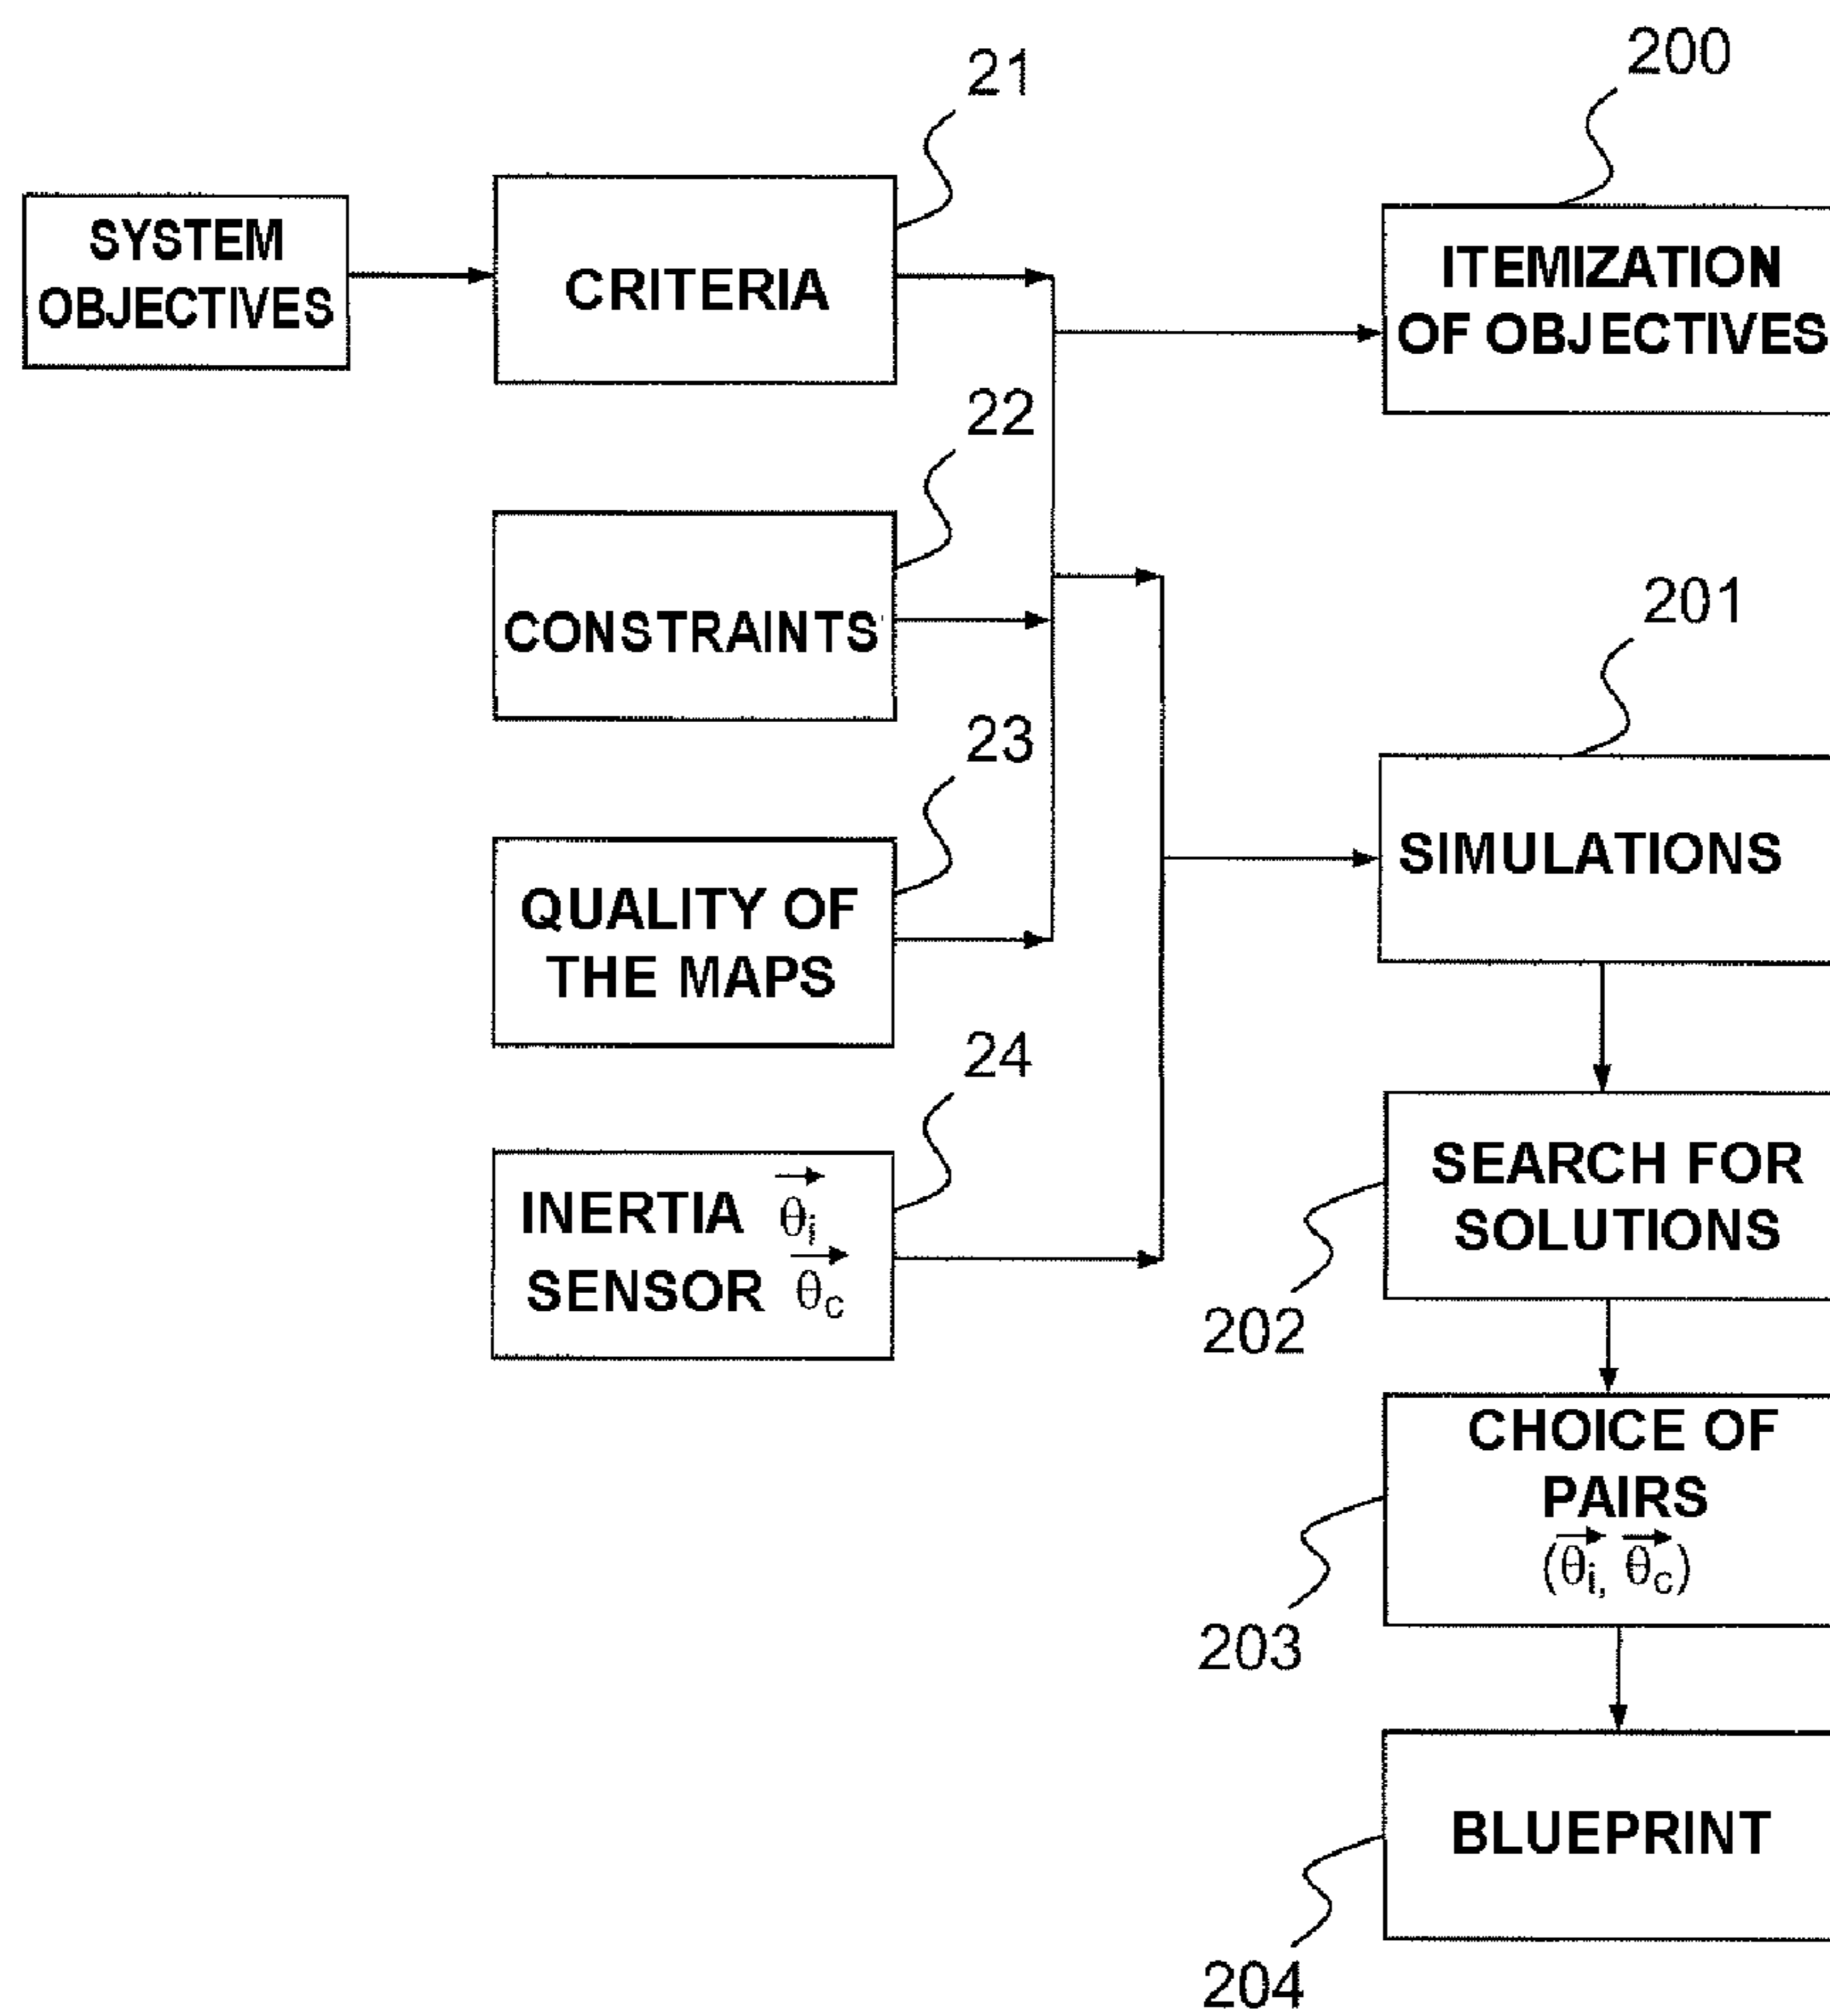 200
21
SYSTEM
OBJECTIVES
CRITERIA
ITEMIZATION
OF OBJECTIVES
22
CONSTRAINTS
201
23
QUALITY OF
THE MAPS
SIMULATIONS
24
INERTIA θi
SENSOR θc
SEARCH FOR
SOLUTIONS
202
CHOICE OF
PAIRS
(θi, θc)
203
BLUEPRINT
204